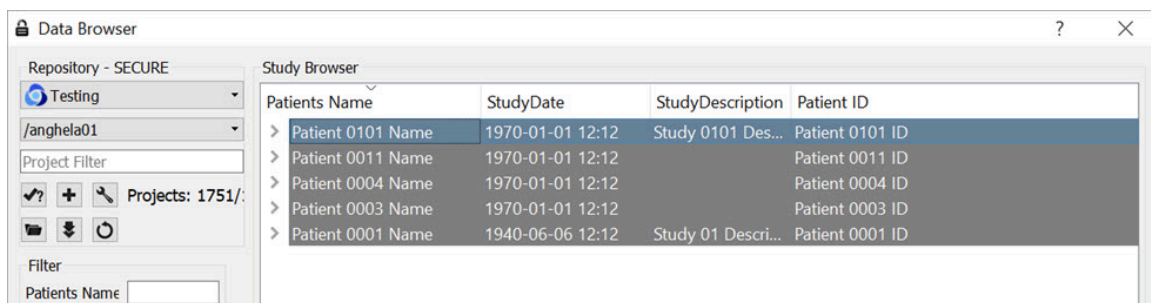 Data Browser ?
Repository - SECURE
Testing
/anghela01
Project Filter
Projects: 1751/
Filter
Patients Name
Study Browser
Patients Name StudyDate StudyDescription Patient ID
Patient 0101 Name 1970-01-01 12:12 Study 0101 Des... Patient 0101 ID
Patient 0011 Name 1970-01-01 12:12 Patient 0011 ID
Patient 0004 Name 1970-01-01 12:12 Patient 0004 ID
Patient 0003 Name 1970-01-01 12:12 Patient 0003 ID
Patient 0001 Name 1940-06-06 12:12 Study 01 Descri... Patient 0001 ID